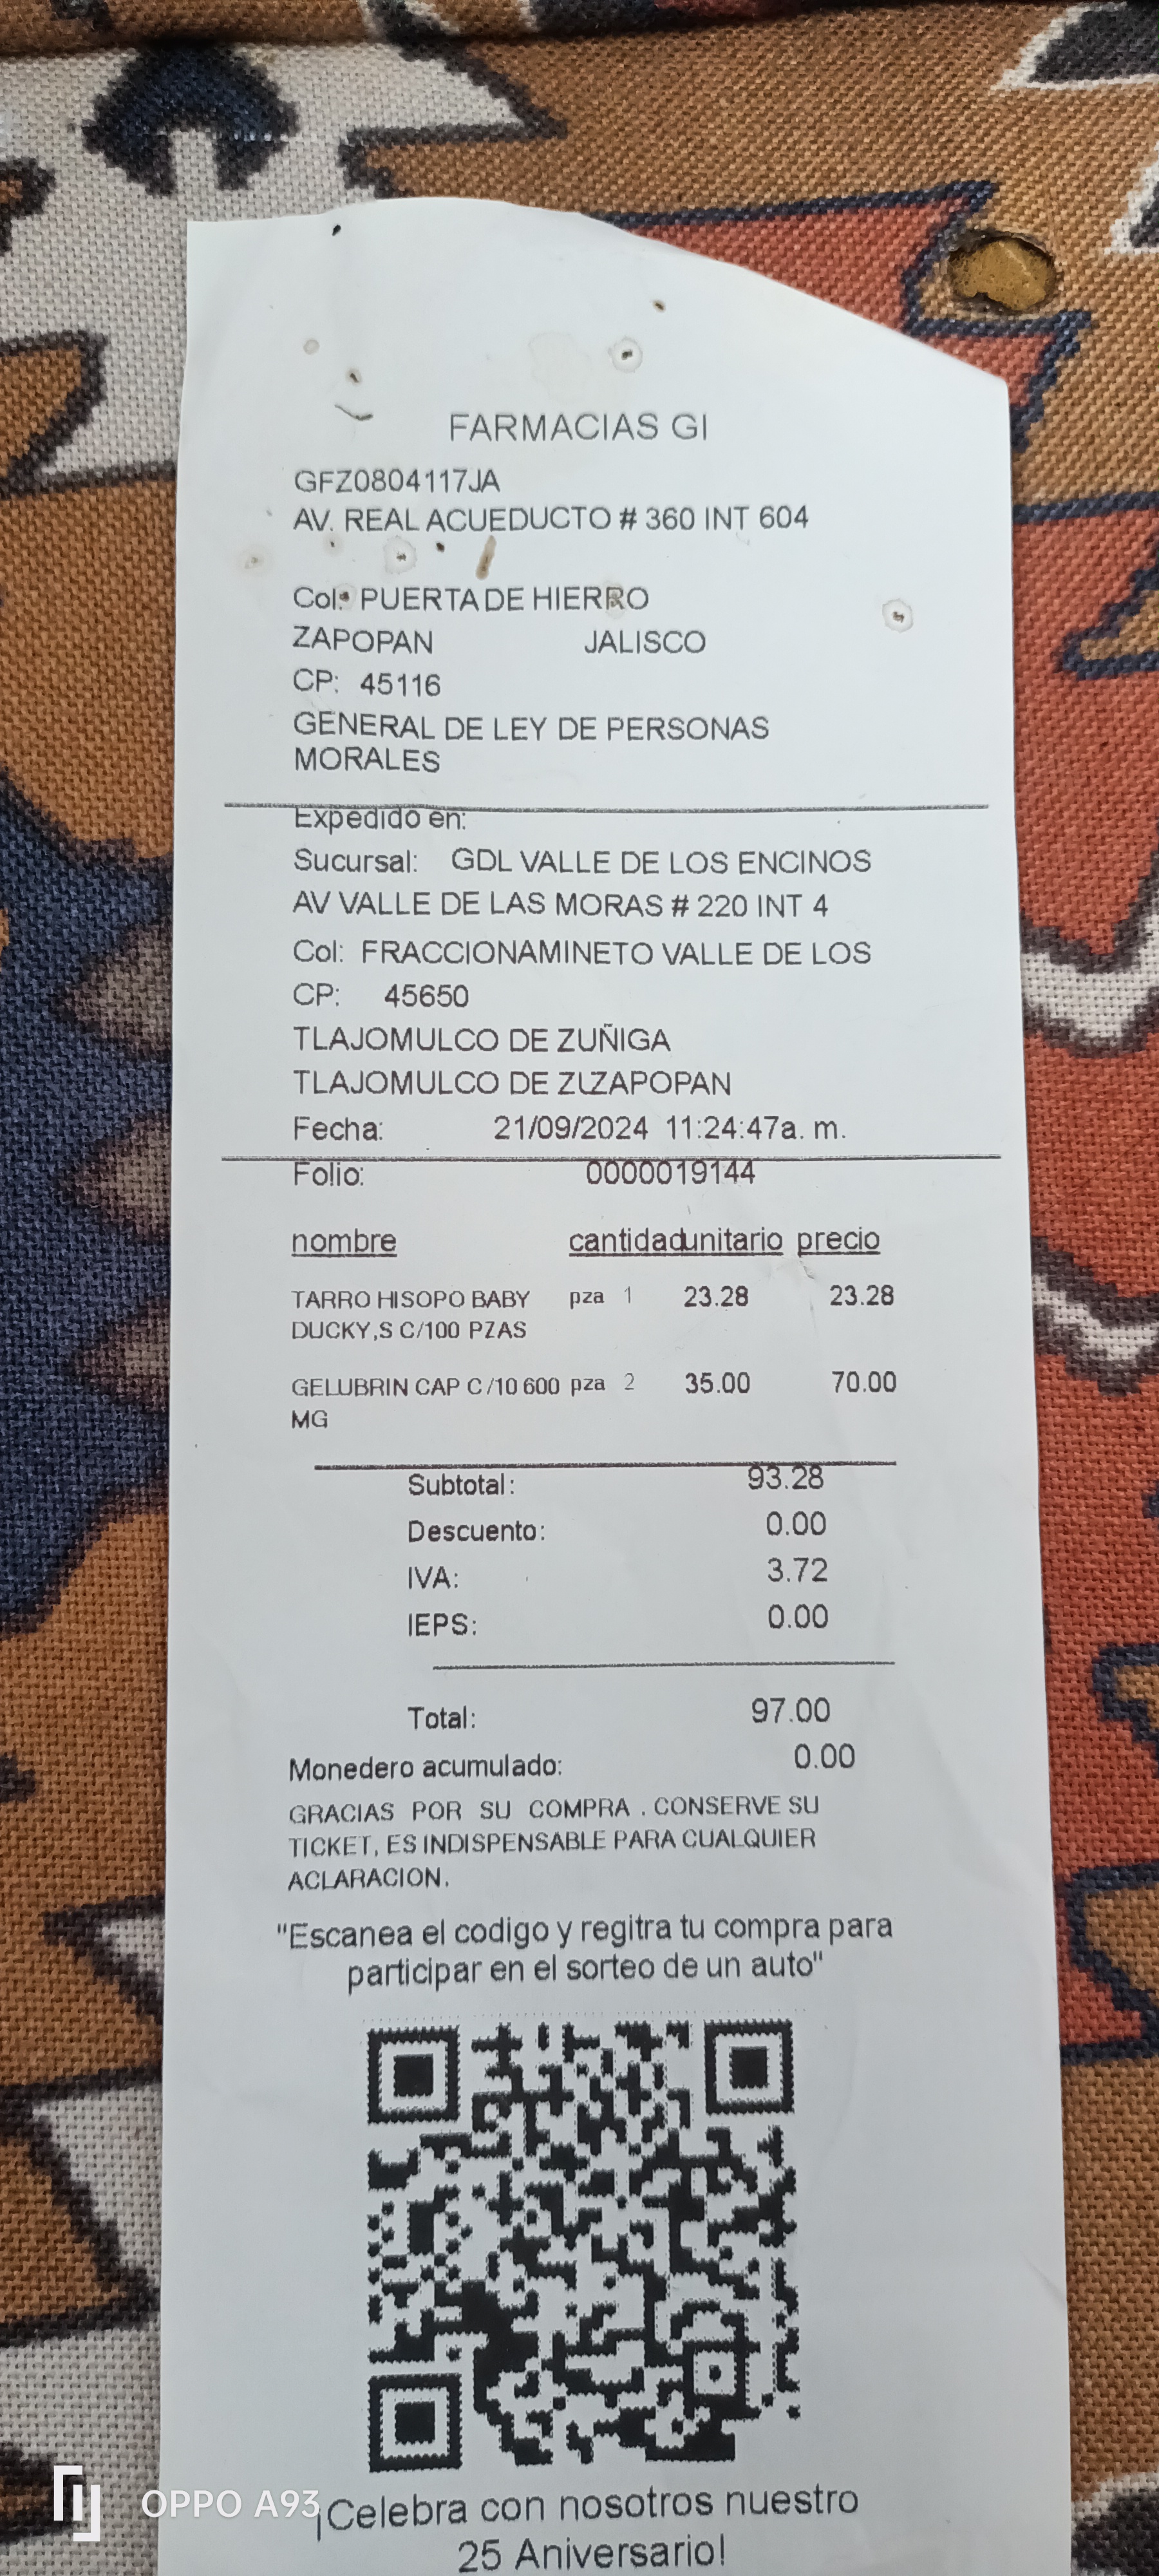 FARMACIAS GI
GFZ0804117JA
AV. REAL ACUEDUCTO # 360 INT 604
Col: PUERTA DE HIERRO
ZAPOPAN JALISCO
CP: 45116
GENERAL DE LEY DE PERSONAS
MORALES
Expedido en:
Sucursal: GDL VALLE DE LOS ENCINOS
AV VALLE DE LAS MORAS # 220 INT 4
Col: FRACCIONAMINETO VALLE DE LOS
CP: 45650
TLAJOMULCO DE ZUÑIGA
TLAJOMULCO DE ZUZAPOPAN
Fecha: 21/09/2024 11:24:47a. m.
Folio: 0000019144
nombre cantidad unitario precio
TARRO HISOPO BABY pza 1 23.28 23.28
DUCKY,S C/100 PZAS
GELUBRIN CAP C/10 600 pza 2 35.00 70.00
MG
Subtotal: 93.28
Descuento: 0.00
IVA: 3.72
IEPS: 0.00
Total: 97.00
Monedero acumulado: 0.00
GRACIAS POR SU COMPRA . CONSERVE SU
TICKET, ES INDISPENSABLE PARA CUALQUIER
ACLARACION.
"Escanea el codigo y regitra tu compra para
participar en el sorteo de un auto"
¡Celebra con nosotros nuestro
25 Aniversario!
OPPO A93